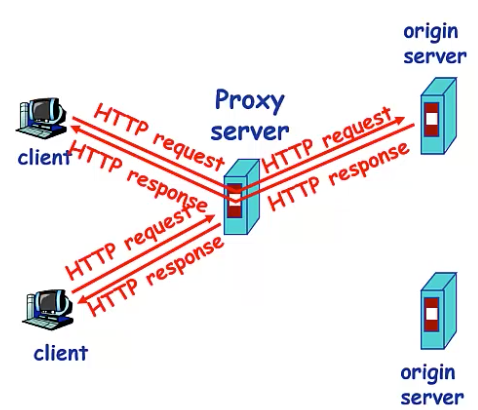 origin
server
Proxy
server
client
HTTP request
HTTP response
HTTP request
HTTP response
HTTP request
HTTP response
client
origin
server